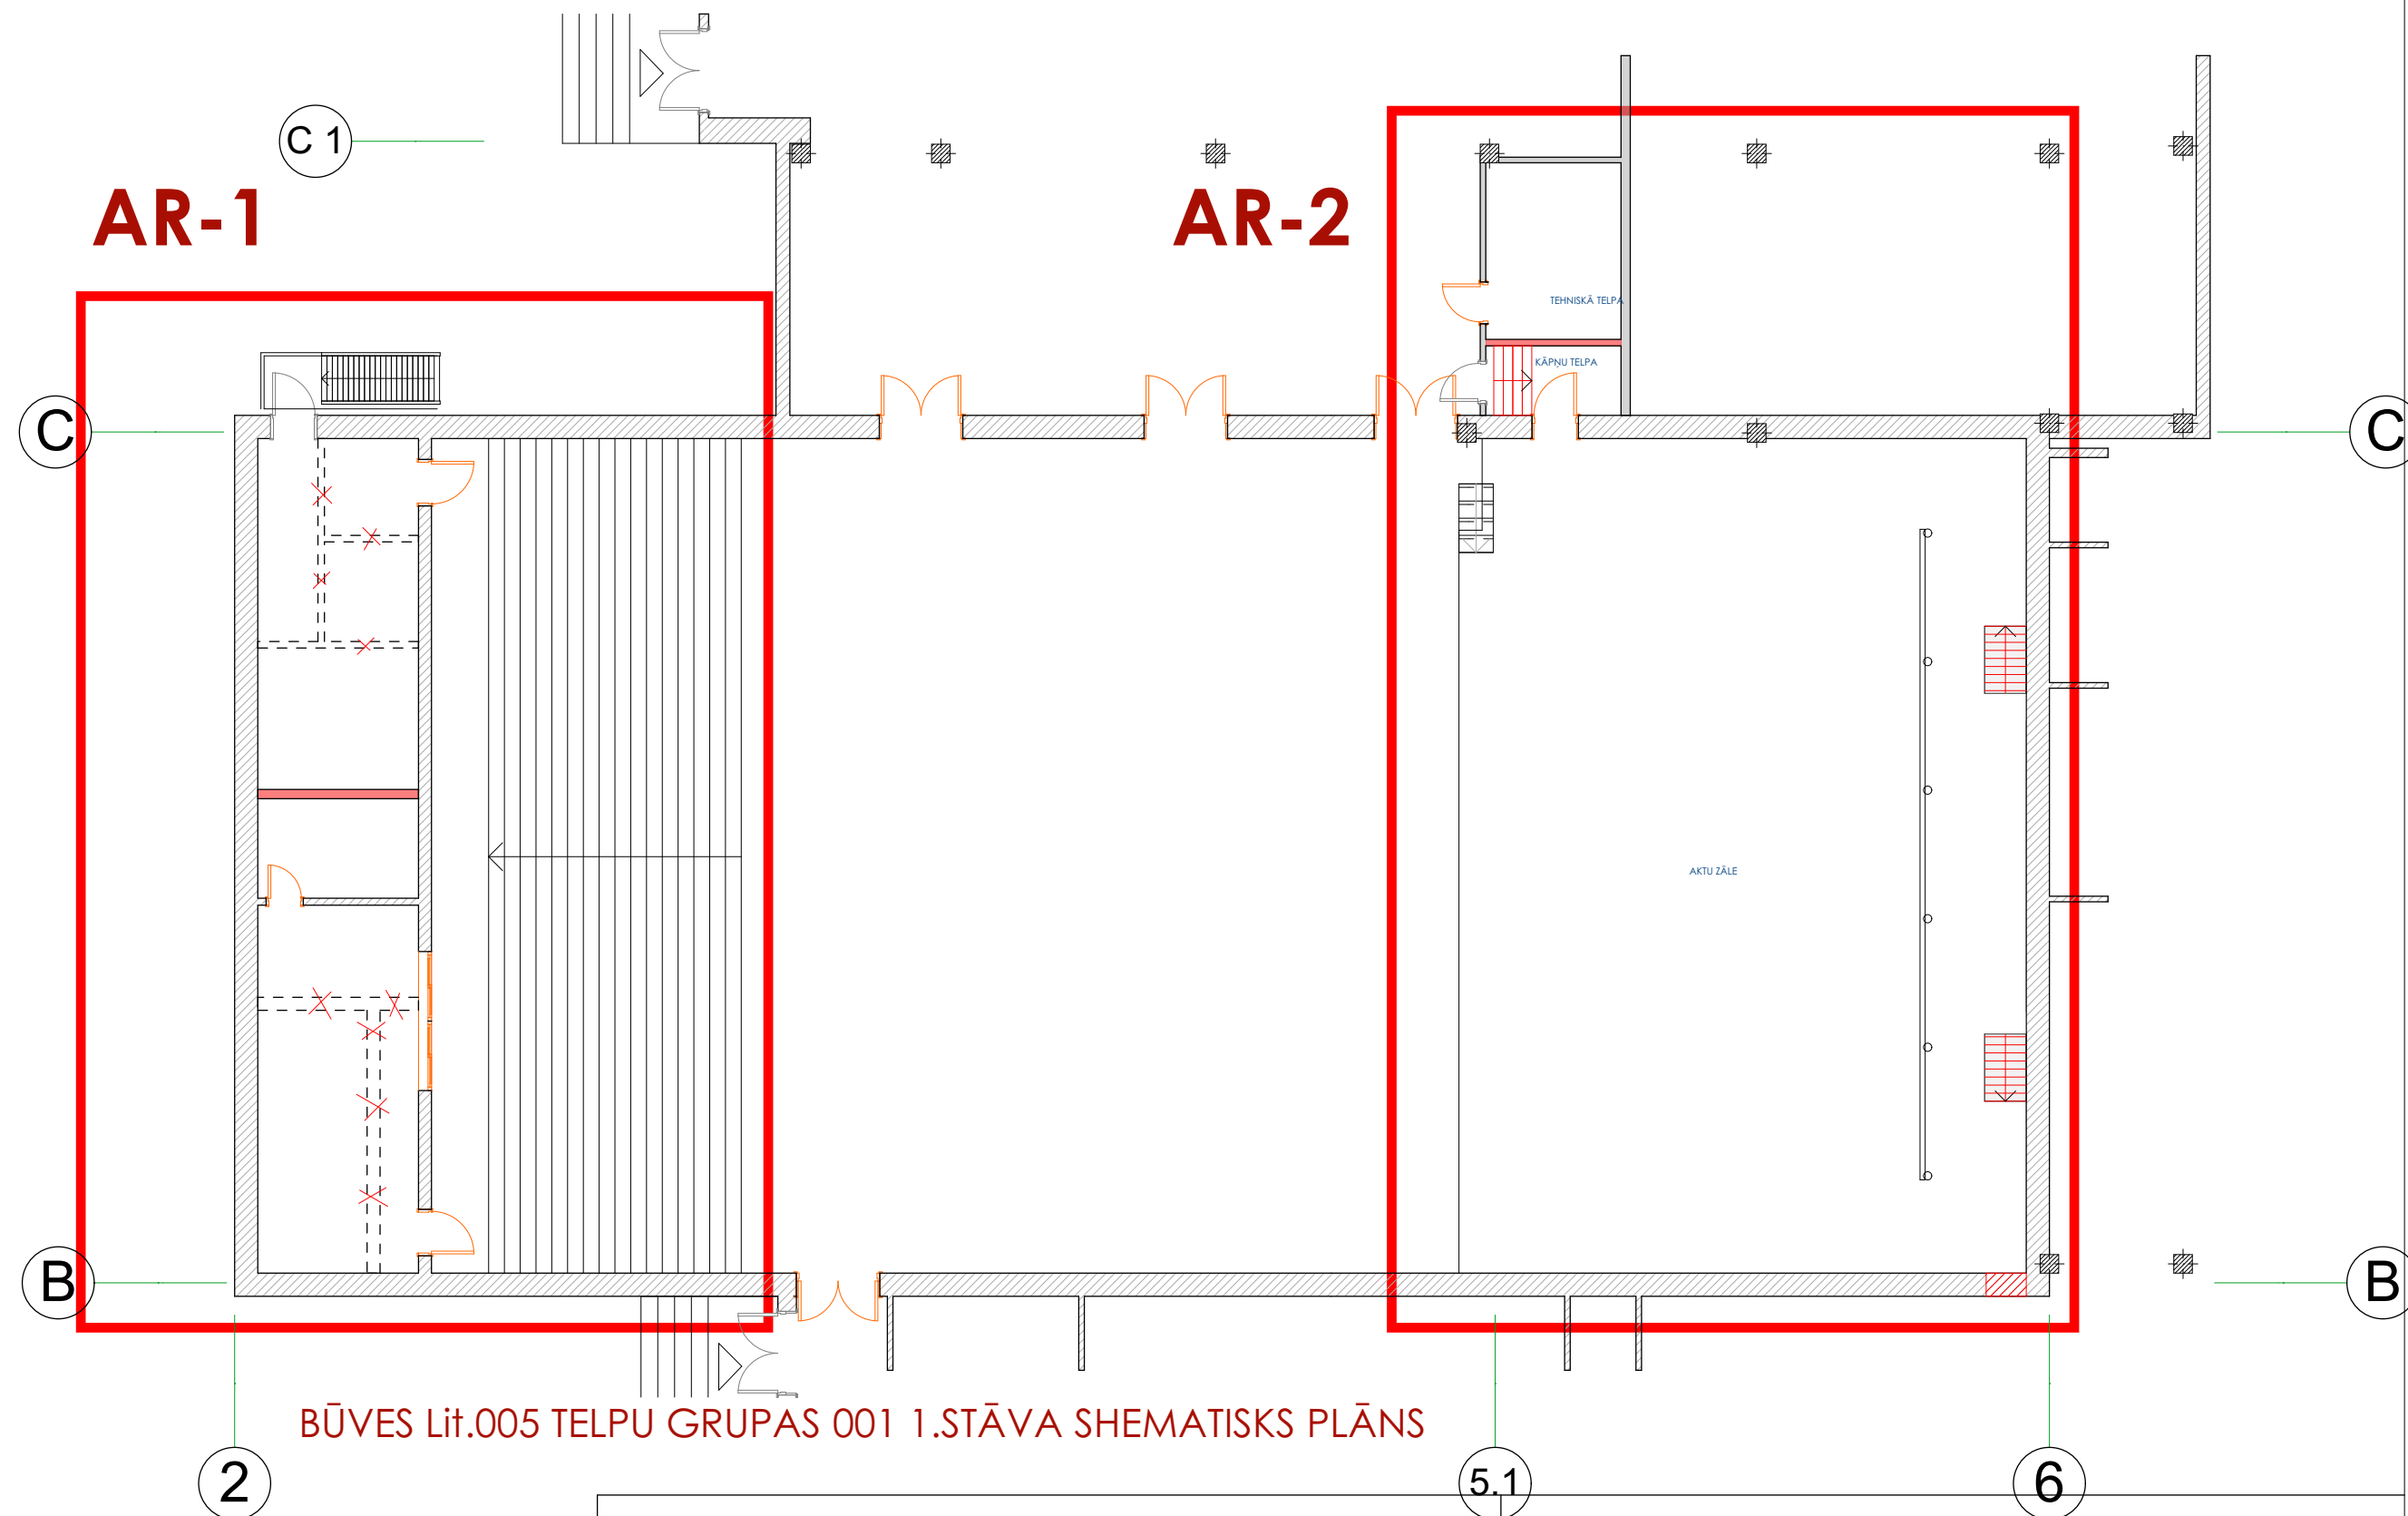 C 1
AR-1
AR-2
TEHNISKĀ TELPA
KĀPŅU TELPA
C
C
AKTU ZĀLE
B
B
BŪVES Lit.005 TELPU GRUPAS 001 1.STĀVA SHEMATISKS PLĀNS
2
5.1
6